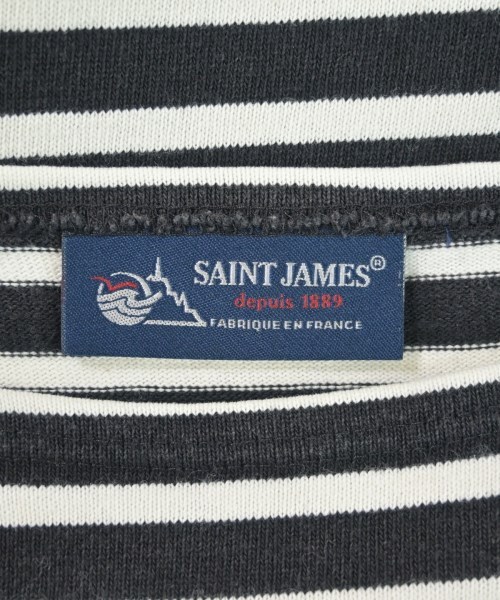 SAINT JAMES®
depuis 1889
FABRIQUE EN FRANCE